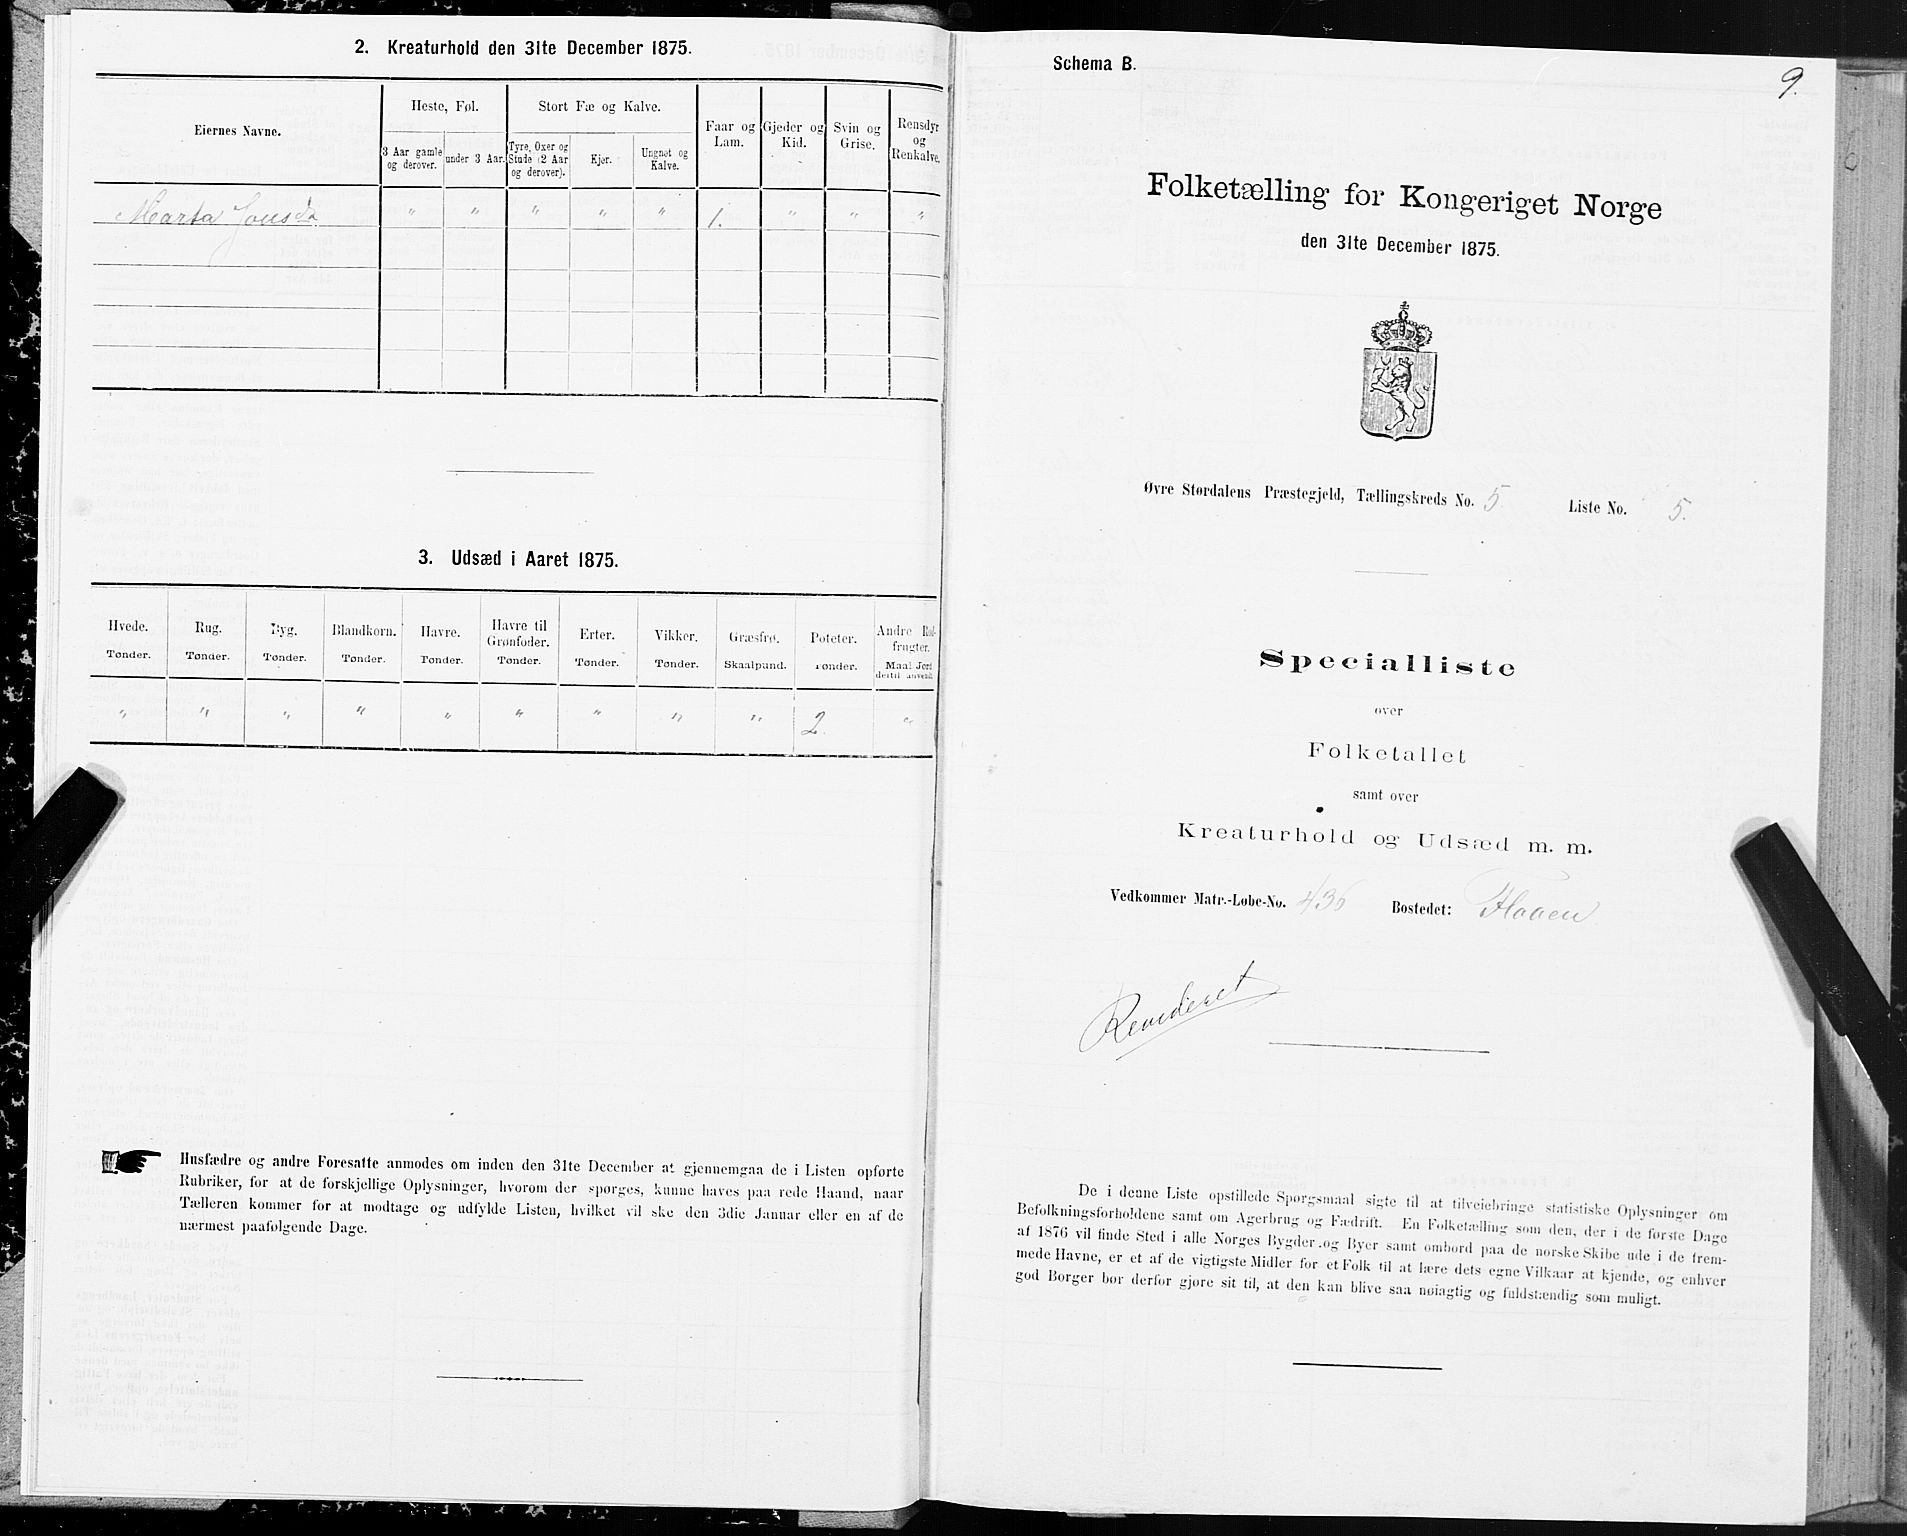 2. Kreaturhold den 31te December 1875.
Eiernes Navne.
Heste, Føl.
Stort Fæ og Kalve.
Faar og Lam.
Gjeder og Kid.
Svin og Grise.
Rensdyr og Renkalve.
3 Aar gamle og derover.
under 3 Aar.
Tyre, Oxer og Stude (2 Aar og derover).
Kjør.
Ungnøt og Kalve.
Marta Jonsda " " " " " 1. " " "
3. Udsæd i Aaret 1875.
Hvede. Rug. Byg. Blandkorn. Havre. Havre til Grønfoder. Erter. Vikker. Græsfrø. Poteter. Andre Rodfrugter.
Tønder. Tønder. Tønder. Tønder. Tønder. Tønder. Tønder. Tønder. Skaalpund. Tønder. Maal Jord dertil anvendt.
" " " " " " " " " 2. "
Husfædre og andre Foresatte anmodes om inden den 31te December at gjennemgaa de i Listen opførte
Rubriker, for at de forskjellige Oplysninger, hvorom der spørges, kunne haves paa rede Haand, naar
Tælleren kommer for at modtage og udfylde Listen, hvilket vil ske den 3die Januar eller en af de
nærmest paafølgende Dage.
Schema B.
9.
Folketælling for Kongeriget Norge
den 31te December 1875.
Øvre Størdalens Præstegjeld, Tællingskreds No. 5 Liste No. 5.
Specialliste
over
Folketallet
samt over
Kreaturhold og Udsæd m. m.
Vedkommer Matr.-Løbe-No. 436 Bostedet: Flaaen
Revideret
De i denne Liste opstillede Spørgsmaal sigte til at tilveiebringe statistiske Oplysninger om
Befolkningsforholdene samt om Agerbrug og Fædrift. En Folketælling som den, der i de første Dage
af 1876 vil finde Sted i alle Norges Bygder og Byer samt ombord paa de norske Skibe ude i de frem-
mede Havne, er et af de vigtigste Midler for et Folk til at lære dets egne Vilkaar at kjende, og enhver
god Borger bør derfor gjøre sit til, at den kan blive saa nøiagtig og fuldstændig som muligt.